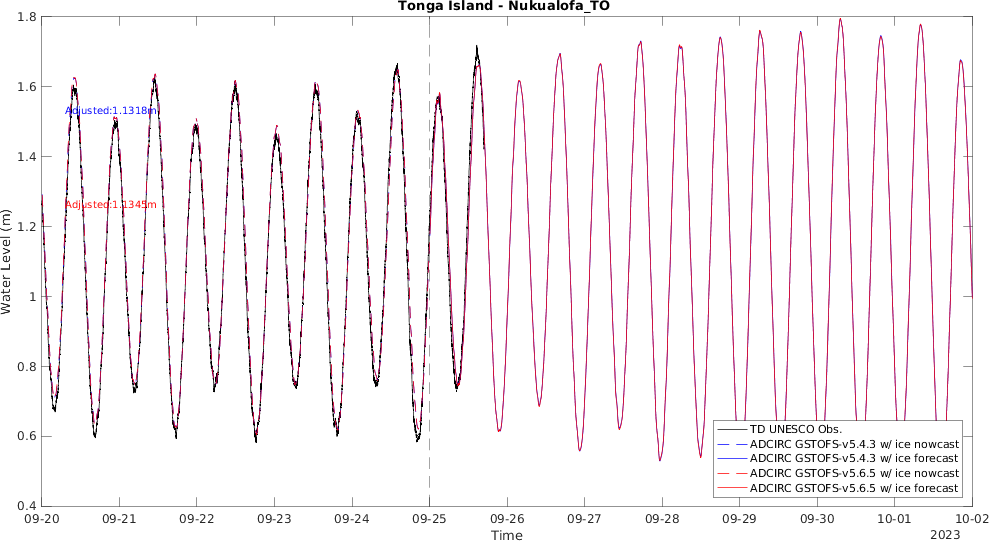 Tonga Island - Nukualofa_TO
1.8
1.6
1.4
1.2
1
0.8
0.6
0.4
Water Level (m)
Adjusted:1.1318m
Adjusted:1.1345m
TD UNESCO Obs.
ADCIRC GSTOFS-v5.4.3 w/ ice nowcast
ADCIRC GSTOFS-v5.4.3 w/ ice forecast
ADCIRC GSTOFS-v5.6.5 w/ ice nowcast
ADCIRC GSTOFS-v5.6.5 w/ ice forecast
09-20 09-21 09-22 09-23 09-24 09-25 09-26 09-27 09-28 09-29 09-30 10-01 10-02
Time
2023